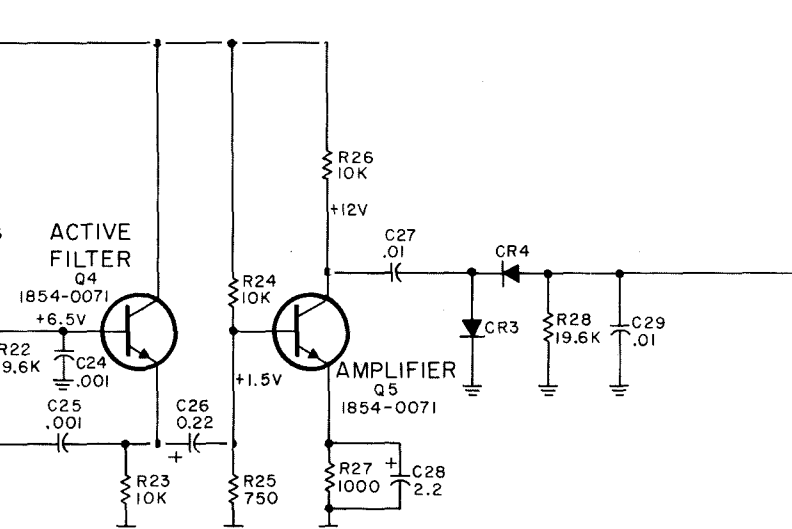 R26
10K
+12V
ACTIVE
FILTER
Q4
1854-0071
+6.5V
C27
.01
CR4
R24
10K
CR3
R28
19.6K
C29
.01
R22
9.6K
C24
.001
+1.5V
AMPLIFIER
Q5
1854-0071
C25
.001
C26
0.22
+
R23
10K
R25
750
R27
1000
+
C28
2.2